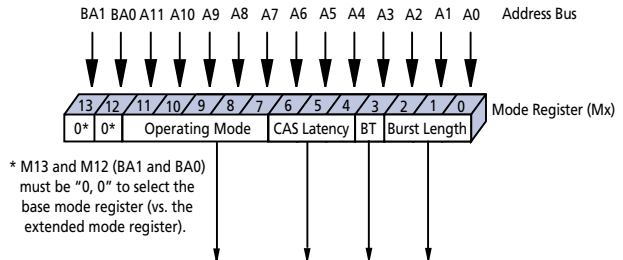 BA1 BA0 A11 A10 A9 A8 A7 A6 A5 A4 A3 A2 A1 A0 Address Bus
13 12 11 10 9 8 7 6 5 4 3 2 1 0 Mode Register (Mx)
0* 0* Operating Mode CAS Latency BT Burst Length
* M13 and M12 (BA1 and BA0)
must be “0, 0” to select the
base mode register (vs. the
extended mode register).